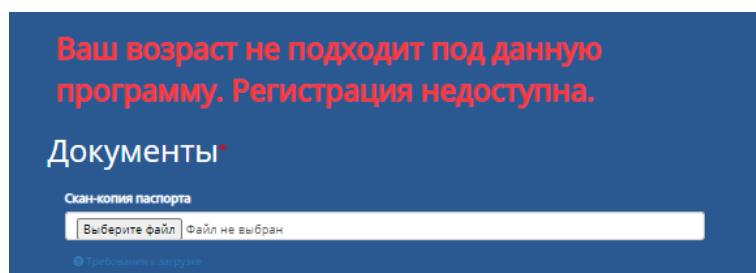 Ваш возраст не подходит под данную
программу. Регистрация недоступна.
Документы*
Скан-копия паспорта
Выберите файл Файл не выбран
Требования к загрузке